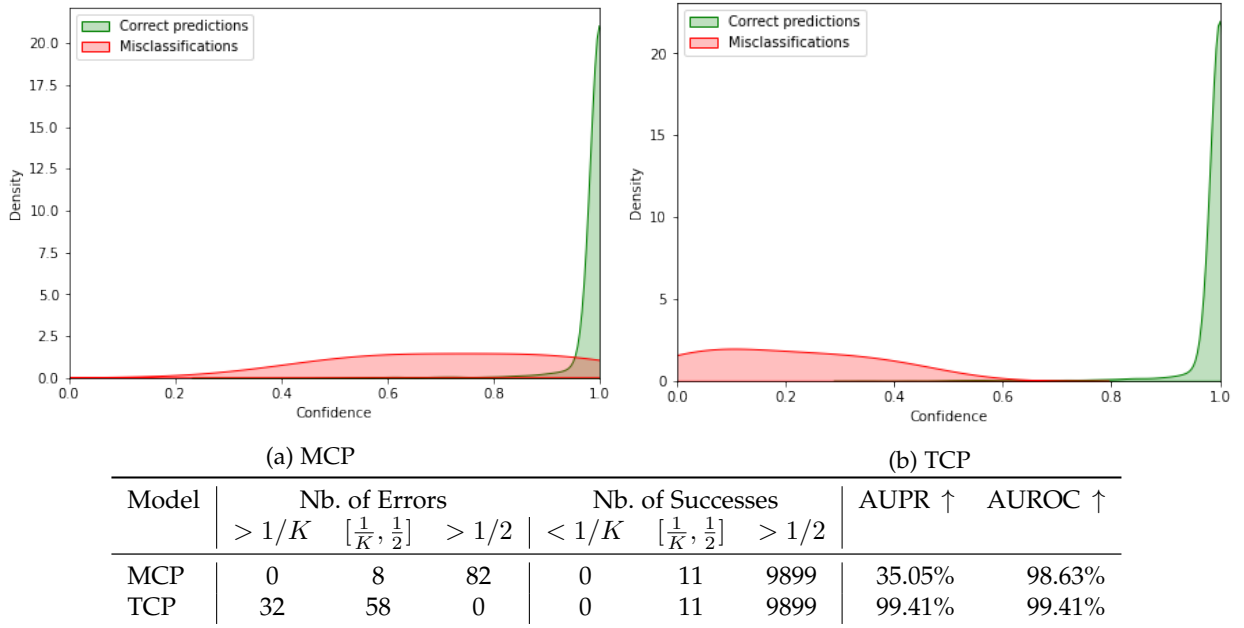 Correct predictions
Misclassifications
20.0
17.5
15.0
12.5
10.0
7.5
5.0
2.5
0.0
Density
0.0 0.2 0.4 0.6 0.8 1.0
Confidence
(a) MCP
Correct predictions
Misclassifications
20
15
10
5
0
Density
0.0 0.2 0.4 0.6 0.8 1.0
Confidence
(b) TCP
Model Nb. of Errors Nb. of Successes AUPR ↑ AUROC ↑
> 1/K [1/K, 1/2] > 1/2 < 1/K [1/K, 1/2] > 1/2
MCP 0 8 82 0 11 9899 35.05% 98.63%
TCP 32 58 0 0 11 9899 99.41% 99.41%